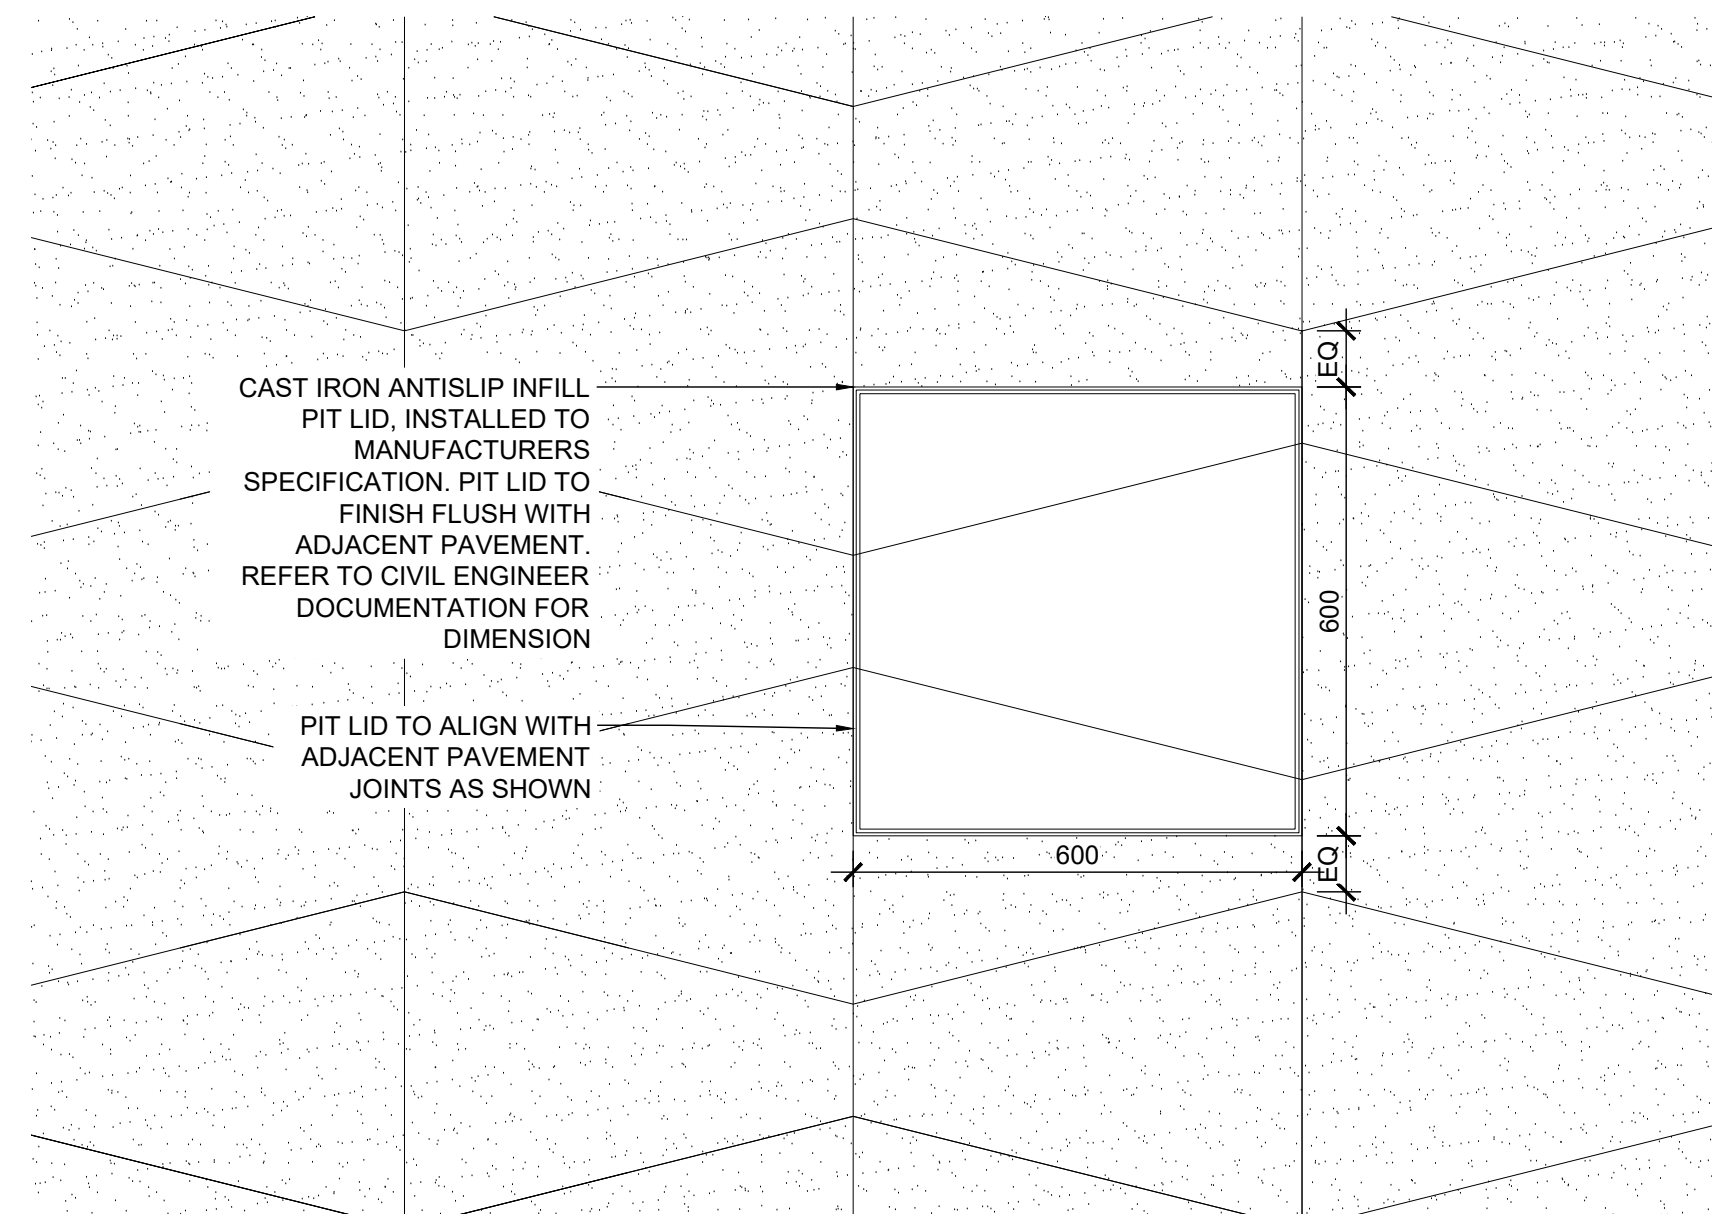 CAST IRON ANTISLIP INFILL
PIT LID, INSTALLED TO
MANUFACTURERS
SPECIFICATION. PIT LID TO
FINISH FLUSH WITH
ADJACENT PAVEMENT.
REFER TO CIVIL ENGINEER
DOCUMENTATION FOR
DIMENSION
PIT LID TO ALIGN WITH
ADJACENT PAVEMENT
JOINTS AS SHOWN
EQ
600
EQ
600